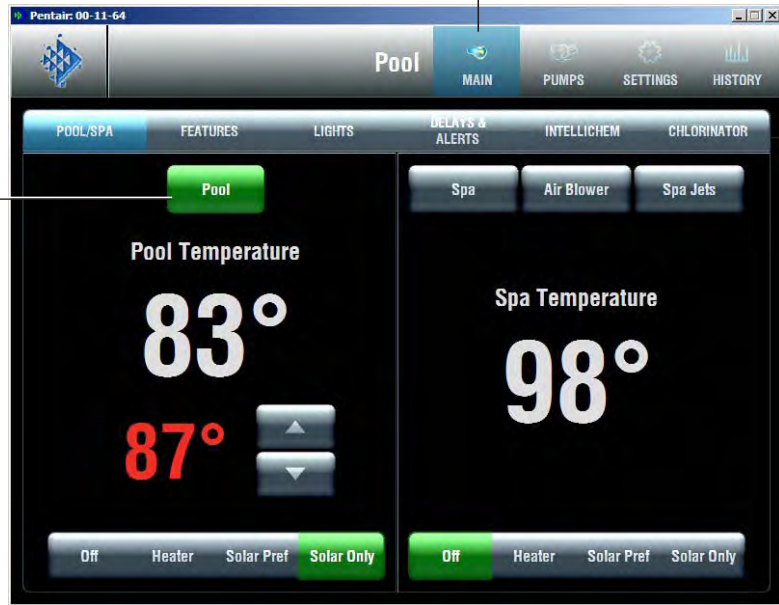 Pentair: 00-11-64
Pool
MAIN
PUMPS
SETTINGS
HISTORY
POOL/SPA
FEATURES
LIGHTS
DELAYS &
ALERTS
INTELLICHEM
CHLORINATOR
Pool
Pool Temperature
83°
87°
Off
Heater
Solar Pref
Solar Only
Spa
Air Blower
Spa Jets
Spa Temperature
98°
Off
Heater
Solar Pref
Solar Only